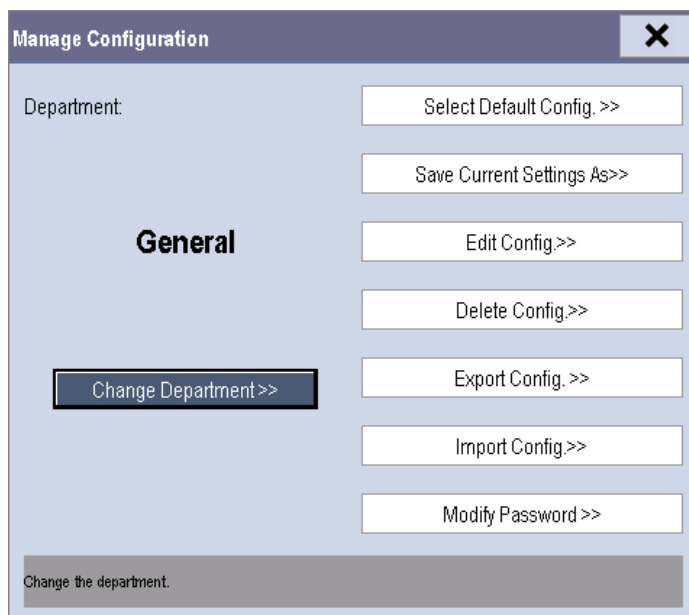 Manage Configuration
Department:
General
Change Department >>
Select Default Config. >>
Save Current Settings As>>
Edit Config.>>
Delete Config.>>
Export Config. >>
Import Config.>>
Modify Password >>
Change the department.